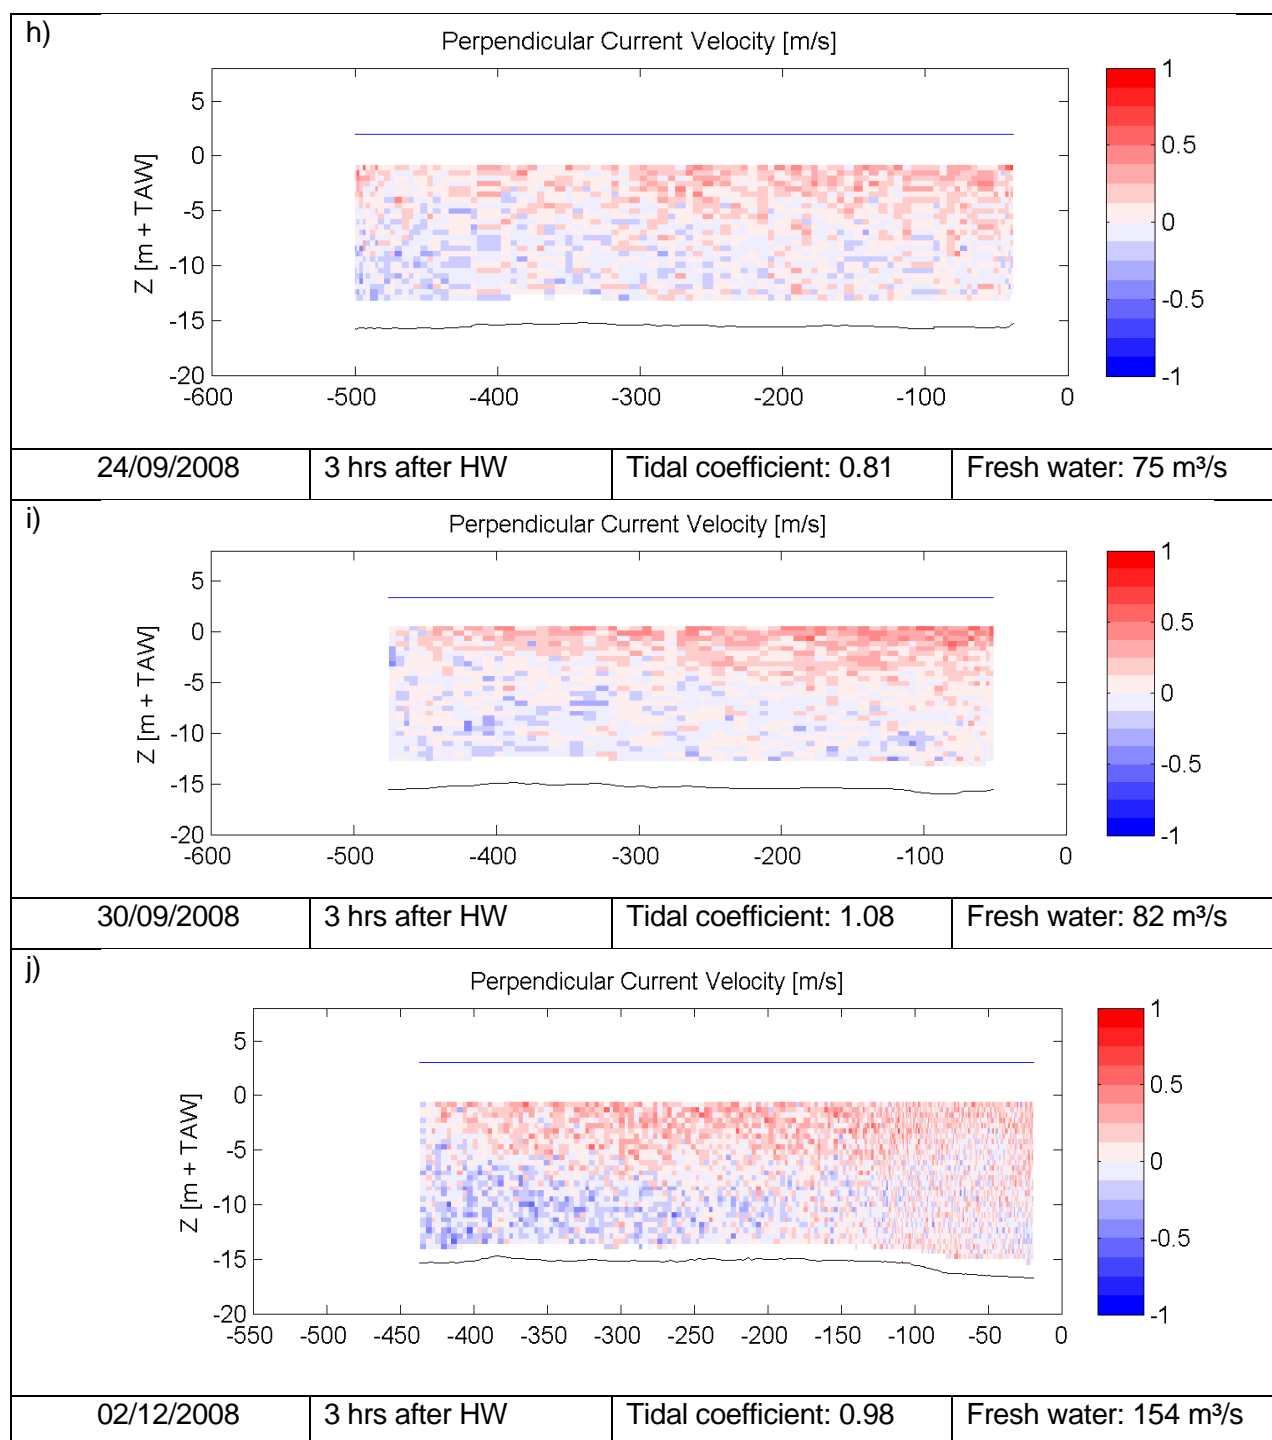 h)
Perpendicular Current Velocity [m/s]
Z [m + TAW]
5
0
-5
-10
-15
-20
-600 -500 -400 -300 -200 -100 0
1
0.5
0
-0.5
-1
24/09/2008 3 hrs after HW Tidal coefficient: 0.81 Fresh water: 75 m³/s
i)
Perpendicular Current Velocity [m/s]
Z [m + TAW]
5
0
-5
-10
-15
-20
-600 -500 -400 -300 -200 -100 0
1
0.5
0
-0.5
-1
30/09/2008 3 hrs after HW Tidal coefficient: 1.08 Fresh water: 82 m³/s
j)
Perpendicular Current Velocity [m/s]
Z [m + TAW]
5
0
-5
-10
-15
-20
-550 -500 -450 -400 -350 -300 -250 -200 -150 -100 -50 0
1
0.5
0
-0.5
-1
02/12/2008 3 hrs after HW Tidal coefficient: 0.98 Fresh water: 154 m³/s